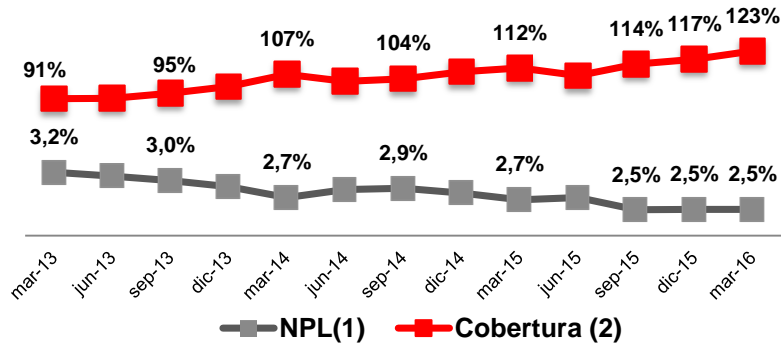 91% 95% 107% 104% 112% 114% 117% 123%
3,2% 3,0% 2,7% 2,9% 2,7% 2,5% 2,5% 2,5%
mar-13 jun-13 sep-13 dic-13 mar-14 jun-14 sep-14 dic-14 mar-15 jun-15 sep-15 dic-15 mar-16
NPL(1) Cobertura (2)